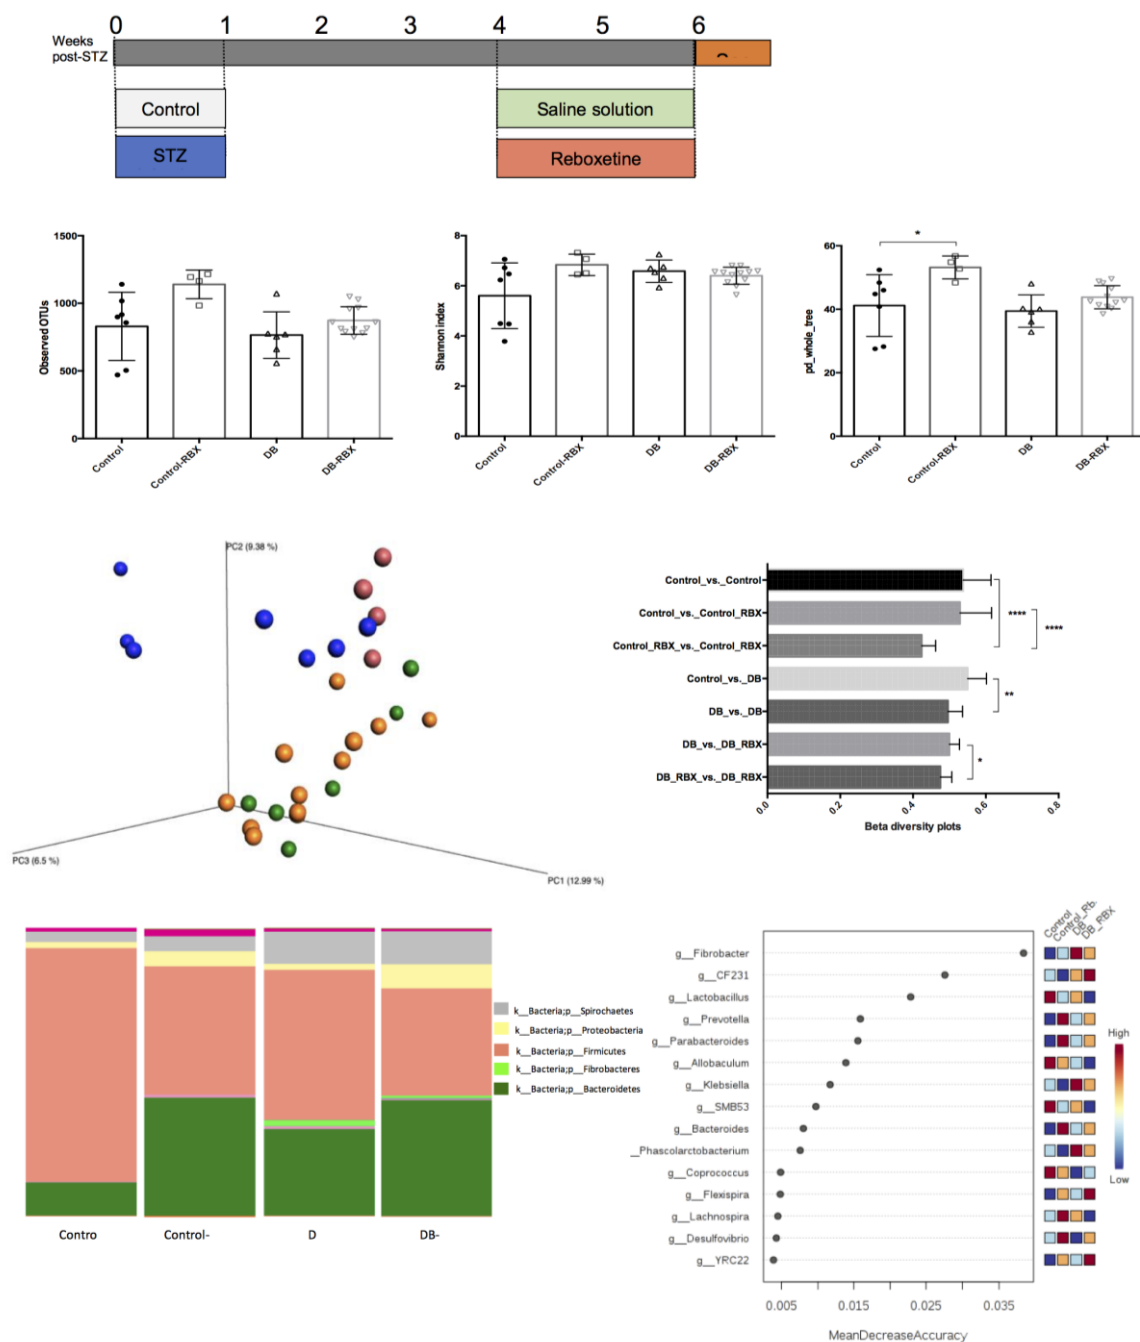 0 1 2 3 4 5 6
Weeks
post-STZ
Control
Saline solution
STZ
Reboxetine
1500
1000
500
0
Observed OTUs
Control
Control-RBX
DB
DB-RBX
8
6
4
2
0
Shannon index
Control
Control-RBX
DB
DB-RBX
*
60
40
20
0
pd_whole_tree
Control
Control-RBX
DB
DB-RBX
PC2 (9.38 %)
PC3 (6.5 %)
PC1 (12.99 %)
Control_vs._Control
Control_vs._Control_RBX
Control_RBX_vs._Control_RBX
Control_vs._DB
DB_vs._DB
DB_vs._DB_RBX
DB_RBX_vs._DB_RBX
****
****
**
*
0.0 0.2 0.4 0.6 0.8
Beta diversity plots
k__Bacteria;p__Spirochaetes
k__Bacteria;p__Proteobacteria
k__Bacteria;p__Firmicutes
k__Bacteria;p__Fibrobacteres
k__Bacteria;p__Bacteroidetes
Contro Control- D DB-
Control
Control_RB
DB
DB_RBX
g__Fibrobacter
g__CF231
g__Lactobacillus
g__Prevotella
g__Parabacteroides
g__Allobaculum
g__Klebsiella
g__SMB53
g__Bacteroides
__Phascolarctobacterium
g__Coprococcus
g__Flexispira
g__Lachnospira
g__Desulfovibrio
g__YRC22
High
Low
0.005 0.015 0.025 0.035
MeanDecreaseAccuracy